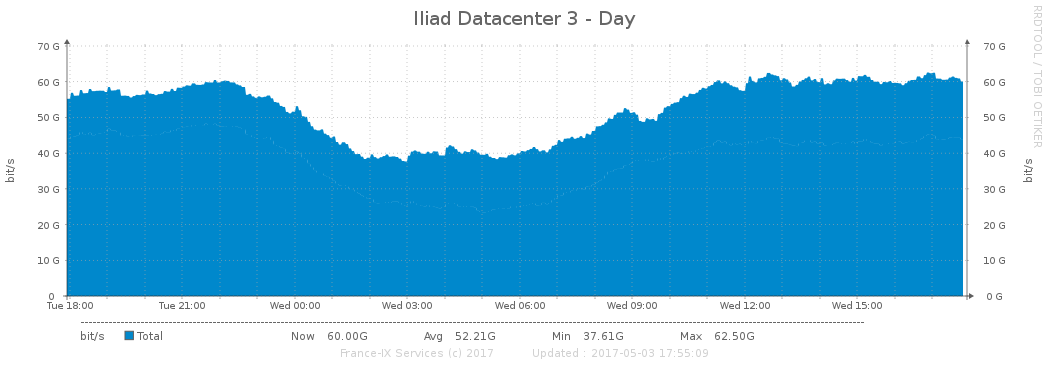 Iliad Datacenter 3 - Day
RRDTOOL / TOBI OETIKER
70 G 70 G
60 G 60 G
50 G 50 G
40 G 40 G
30 G 30 G
20 G 20 G
10 G 10 G
0 0 G
bit/s bit/s
Tue 18:00 Tue 21:00 Wed 00:00 Wed 03:00 Wed 06:00 Wed 09:00 Wed 12:00 Wed 15:00
bit/s Total Now 60.00G Avg 52.21G Min 37.61G Max 62.50G
France-IX Services (c) 2017 Updated : 2017-05-03 17:55:09